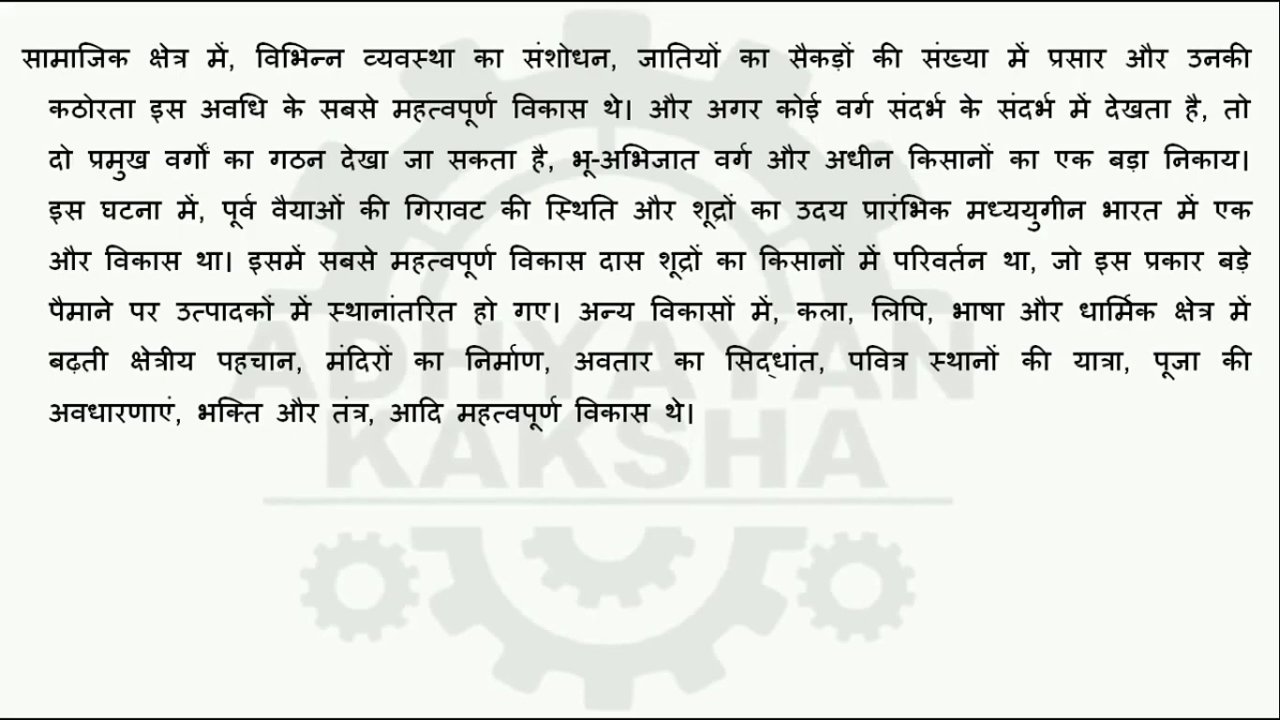 सामाजिक क्षेत्र में, विभिन्न व्यवस्था का संशोधन, जातियों का सैकड़ों की संख्या में प्रसार और उनकी
कठोरता इस अवधि के सबसे महत्वपूर्ण विकास थे। और अगर कोई वर्ग संदर्भ के संदर्भ में देखता है, तो
दो प्रमुख वर्गों का गठन देखा जा सकता है, भू-अभिजात वर्ग और अधीन किसानों का एक बड़ा निकाय।
इस घटना में, पूर्व वैयाओं की गिरावट की स्थिति और शूद्रों का उदय प्रारंभिक मध्ययुगीन भारत में एक
और विकास था। इसमें सबसे महत्वपूर्ण विकास दास शूद्रों का किसानों में परिवर्तन था, जो इस प्रकार बड़े
पैमाने पर उत्पादकों में स्थानांतरित हो गए। अन्य विकासों में, कला, लिपि, भाषा और धार्मिक क्षेत्र में
बढ़ती क्षेत्रीय पहचान, मंदिरों का निर्माण, अवतार का सिद्धांत, पवित्र स्थानों की यात्रा, पूजा की
अवधारणाएं, भक्ति और तंत्र, आदि महत्वपूर्ण विकास थे।
ADHYAYAN
KAKSHA